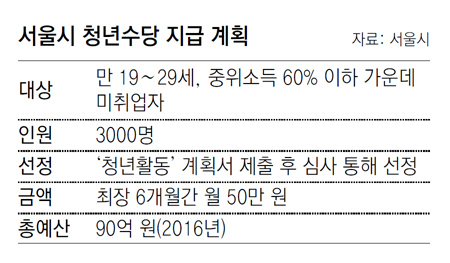 서울시 청년수당 지급 계획 자료: 서울시
대상 만 19~29세, 중위소득 60% 이하 가운데
미취업자
인원 3000명
선정 ‘청년활동’ 계획서 제출 후 심사 통해 선정
금액 최장 6개월간 월 50만 원
총예산 90억 원(2016년)